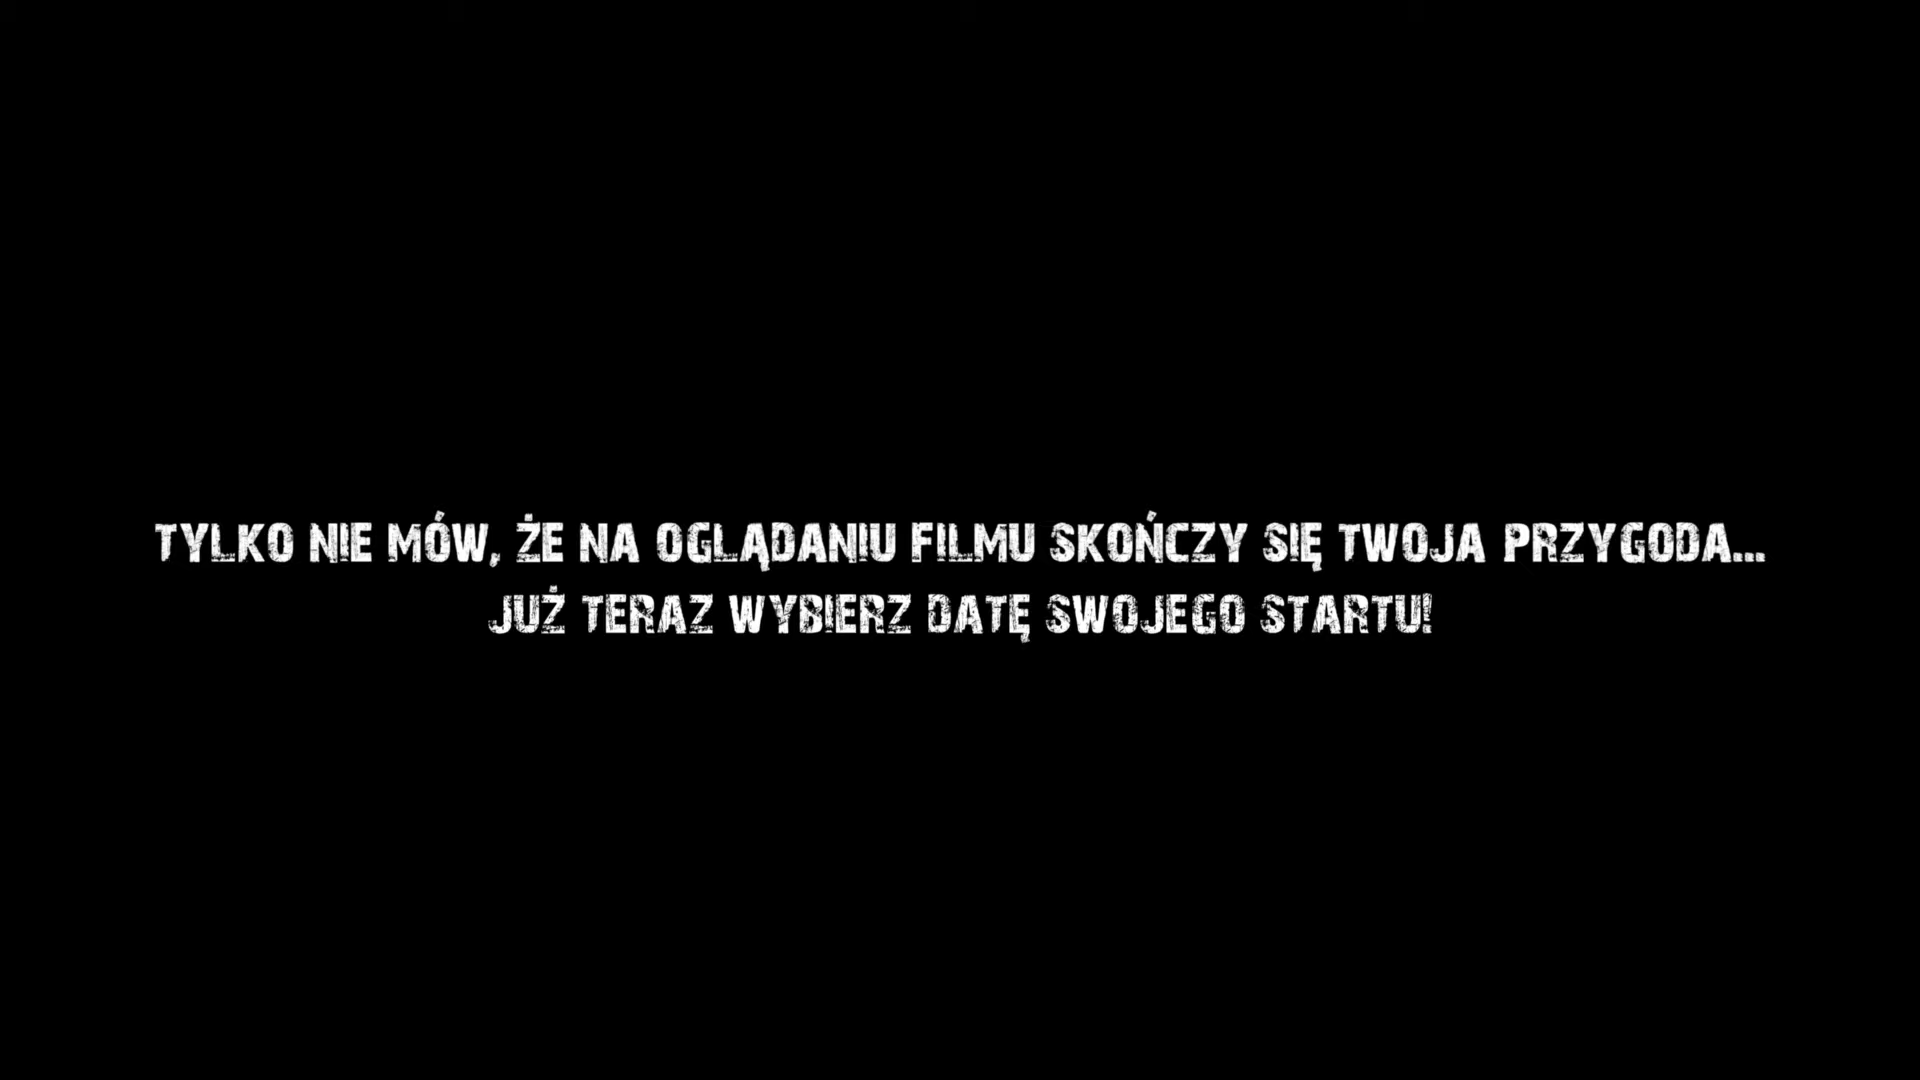 TYLKO NIE MÓW, ŻE NA OGLĄDANIU FILMU SKOŃCZY SIĘ TWOJA PRZYGODA...
JUŻ TERAZ WYBIERZ DATĘ SWOJEGO STARTU!